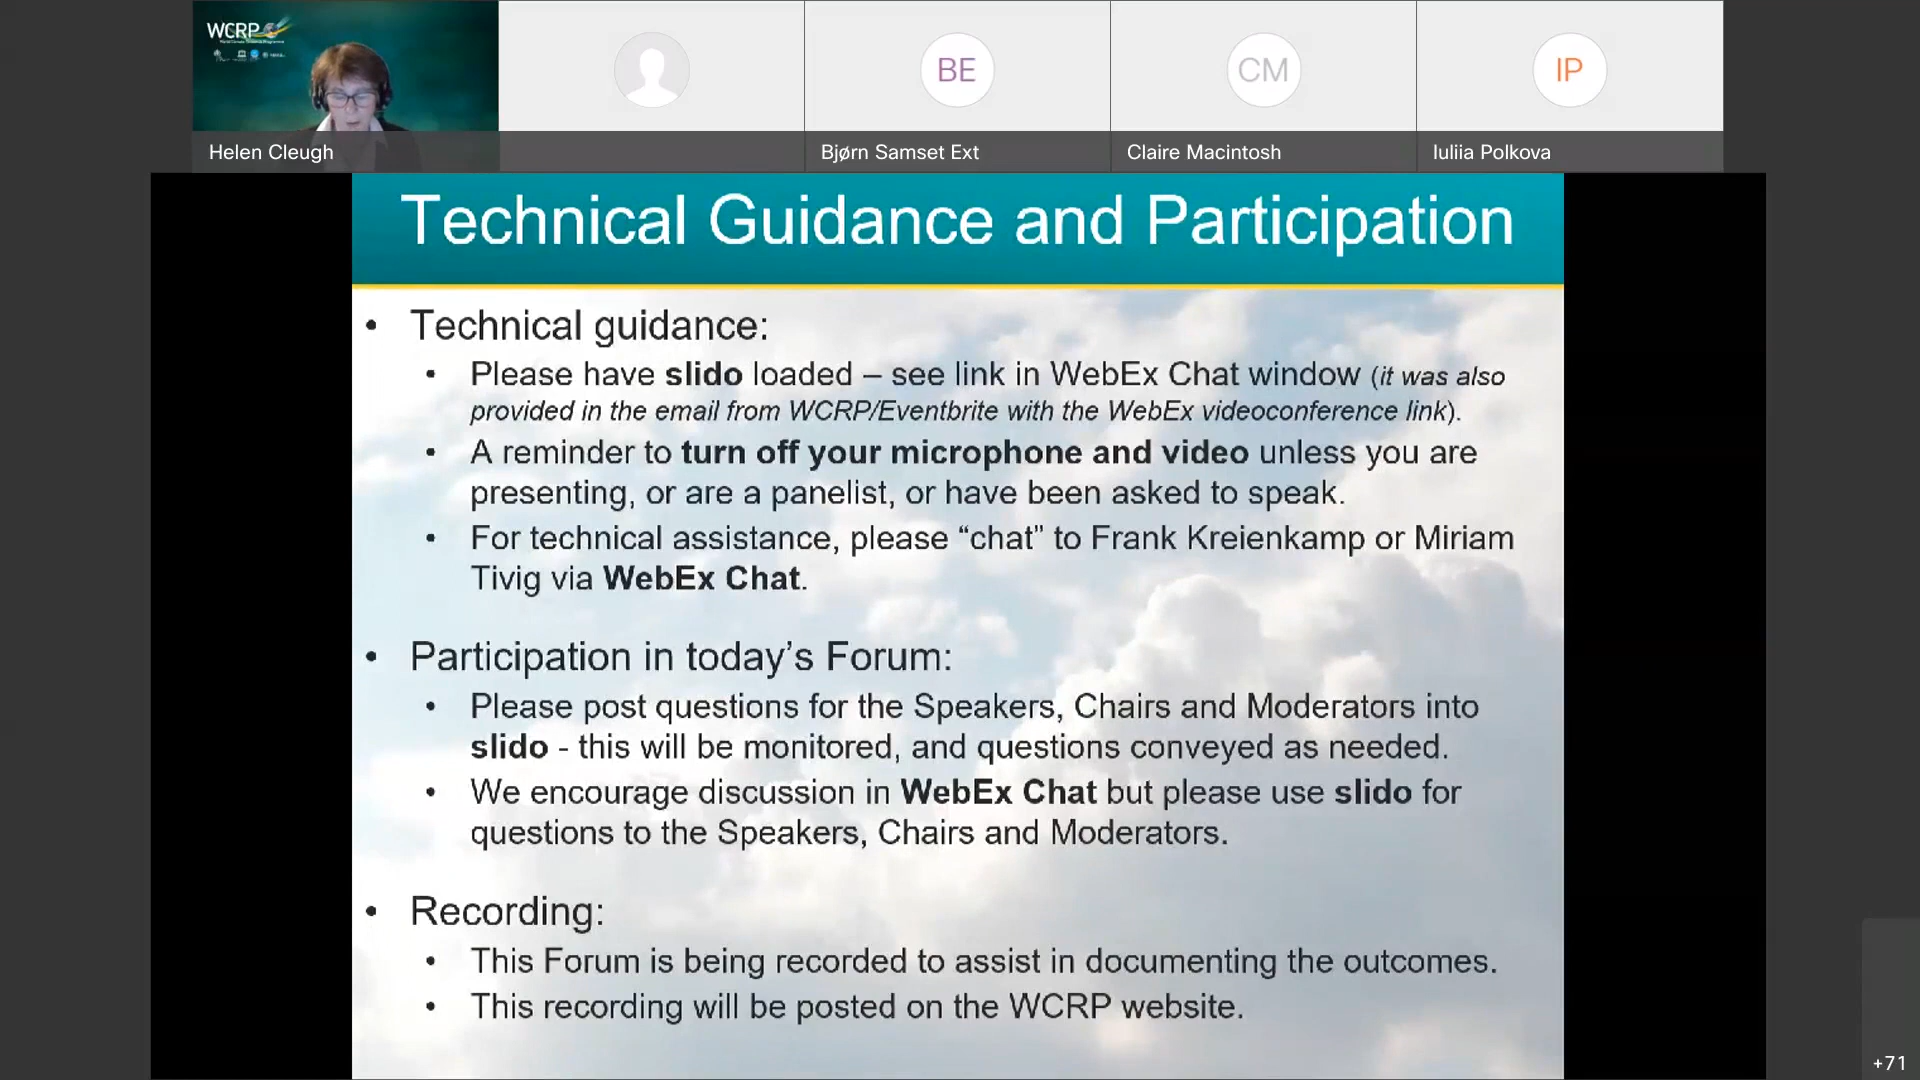 WCRP
BE
CM
IP
Helen Cleugh
Bjørn Samset Ext
Claire Macintosh
Iuliia Polkova
Technical Guidance and Participation
• Technical guidance:
• Please have slido loaded – see link in WebEx Chat window (it was also
provided in the email from WCRP/Eventbrite with the WebEx videoconference link).
• A reminder to turn off your microphone and video unless you are
presenting, or are a panelist, or have been asked to speak.
• For technical assistance, please “chat” to Frank Kreienkamp or Miriam
Tivig via WebEx Chat.
• Participation in today’s Forum:
• Please post questions for the Speakers, Chairs and Moderators into
slido - this will be monitored, and questions conveyed as needed.
• We encourage discussion in WebEx Chat but please use slido for
questions to the Speakers, Chairs and Moderators.
• Recording:
• This Forum is being recorded to assist in documenting the outcomes.
• This recording will be posted on the WCRP website.
+71